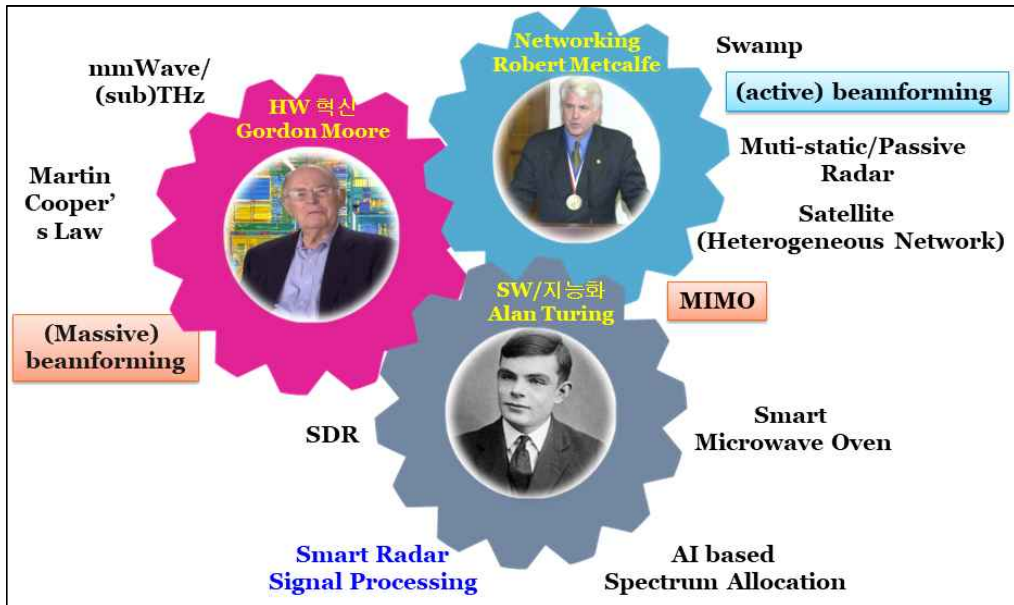 mmWave/
(sub)THz
HW 혁신
Gordon Moore
Martin
Cooper’
s Law
(Massive)
beamforming
Networking
Robert Metcalfe
Swamp
(active) beamforming
Muti-static/Passive
Radar
Satellite
(Heterogeneous Network)
MIMO
SW/지능화
Alan Turing
SDR
Smart
Microwave Oven
Smart Radar
Signal Processing
AI based
Spectrum Allocation